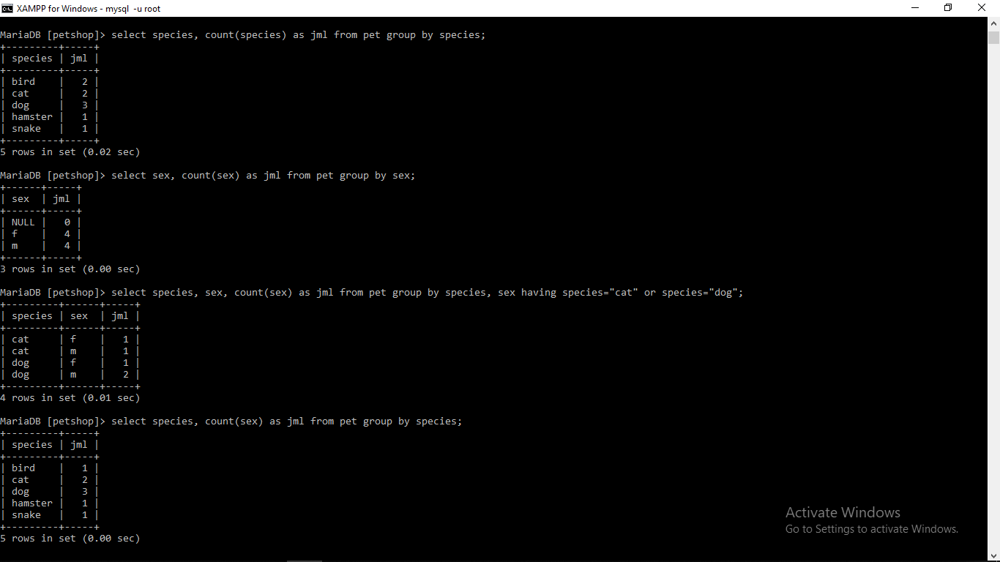 XAMPP for Windows - mysql  -u root
MariaDB [petshop]> select species, count(species) as jml from pet group by species;
+---------+-----+
| species | jml |
+---------+-----+
| bird    |   2 |
| cat     |   2 |
| dog     |   3 |
| hamster |   1 |
| snake   |   1 |
+---------+-----+
5 rows in set (0.02 sec)
MariaDB [petshop]> select sex, count(sex) as jml from pet group by sex;
+------+-----+
| sex  | jml |
+------+-----+
| NULL |   0 |
| f    |   4 |
| m    |   4 |
+------+-----+
3 rows in set (0.00 sec)
MariaDB [petshop]> select species, sex, count(sex) as jml from pet group by species, sex having species="cat" or species="dog";
+---------+------+-----+
| species | sex  | jml |
+---------+------+-----+
| cat     | f    |   1 |
| cat     | m    |   1 |
| dog     | f    |   1 |
| dog     | m    |   2 |
+---------+------+-----+
4 rows in set (0.01 sec)
MariaDB [petshop]> select species, count(sex) as jml from pet group by species;
+---------+-----+
| species | jml |
+---------+-----+
| bird    |   1 |
| cat     |   2 |
| dog     |   3 |
| hamster |   1 |
| snake   |   1 |
+---------+-----+
5 rows in set (0.00 sec)
Activate Windows
Go to Settings to activate Windows.